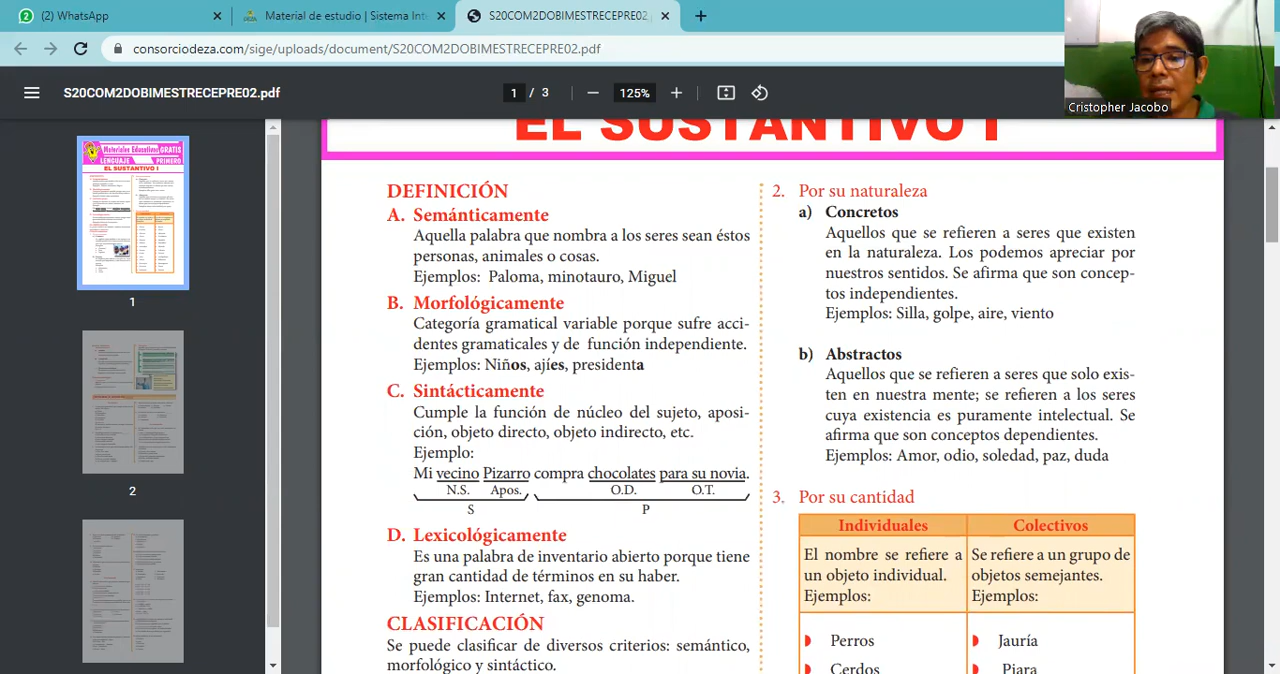 (2) WhatsApp
Material de estudio | Sistema Inte
S20COM2DOBIMESTRECEPRE02.p
consorciodeza.com/sige/uploads/document/S20COM2DOBIMESTRECEPRE02.pdf
S20COM2DOBIMESTRECEPRE02.pdf
1 / 3
125%
Cristopher Jacobo
Materiales Educativos GRATIS
LENGUAJE
PRIMERO
EL SUSTANTIVO I
1
2
EL SUSTANTIVO I
DEFINICIÓN
A. Semánticamente
Aquella palabra que nomina a los seres sean éstos
personas, animales o cosas.
Ejemplos: Paloma, minotauro, Miguel
B. Morfológicamente
Categoría gramatical variable porque sufre acci-
dentes gramaticales y de función independiente.
Ejemplos: Niños, ajíes, presidenta
C. Sintácticamente
Cumple la función de núcleo del sujeto, aposi-
ción, objeto directo, objeto indirecto, etc.
Ejemplo:
Mi vecino Pizarro compra chocolates para su novia.
N.S. Apos. O.D. O.T.
S P
D. Lexicológicamente
Es una palabra de inventario abierto porque tiene
gran cantidad de términos en su haber.
Ejemplos: Internet, fax, genoma.
CLASIFICACIÓN
Se puede clasificar de diversos criterios: semántico,
morfológico y sintáctico.
2. Por su naturaleza
a) Concretos
Aquellos que se refieren a seres que existen
en la naturaleza. Los podemos apreciar por
nuestros sentidos. Se afirma que son concep-
tos independientes.
Ejemplos: Silla, golpe, aire, viento
b) Abstractos
Aquellos que se refieren a seres que solo exis-
ten en nuestra mente; se refieren a los seres
cuya existencia es puramente intelectual. Se
afirma que son conceptos dependientes.
Ejemplos: Amor, odio, soledad, paz, duda
3. Por su cantidad
Individuales
El nombre se refiere a
un objeto individual.
Ejemplos:
Perros
Cerdos
Colectivos
Se refiere a un grupo de
objetos semejantes.
Ejemplos:
Jauría
Piara